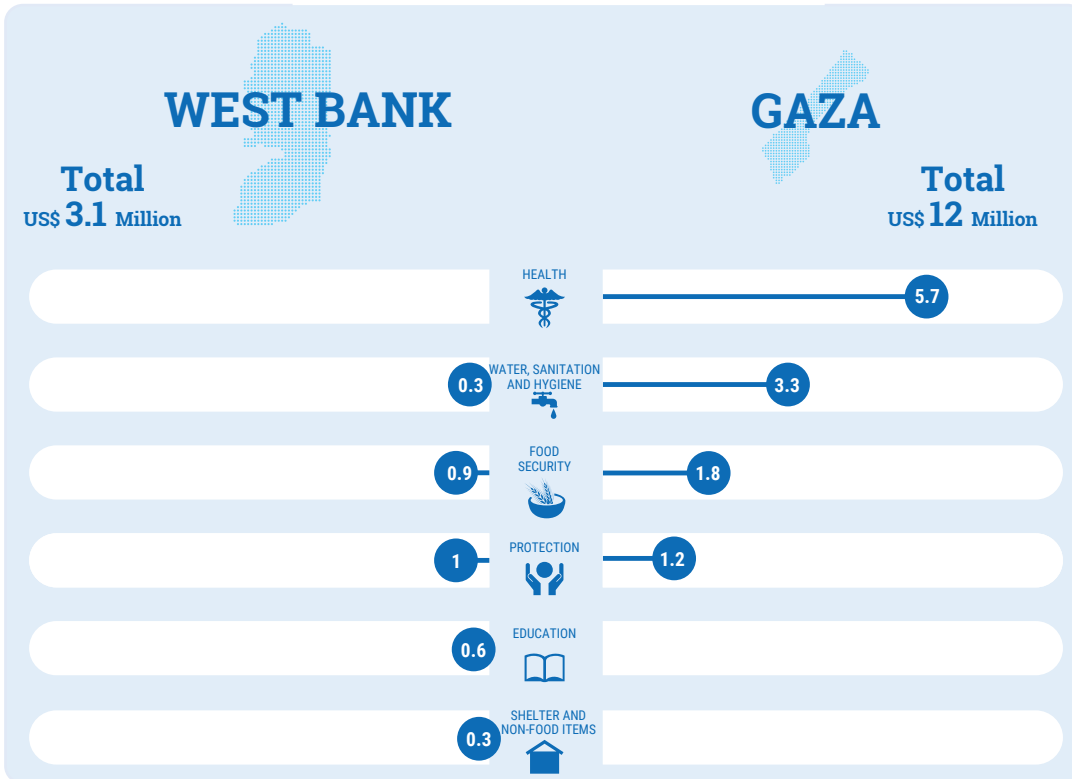 WEST BANK
GAZA
Total
US$ 3.1 Million
Total
US$ 12 Million
HEALTH
5.7
0.3
WATER, SANITATION
AND HYGIENE
3.3
0.9
FOOD
SECURITY
1.8
1
PROTECTION
1.2
0.6
EDUCATION
0.3
SHELTER AND
NON-FOOD ITEMS